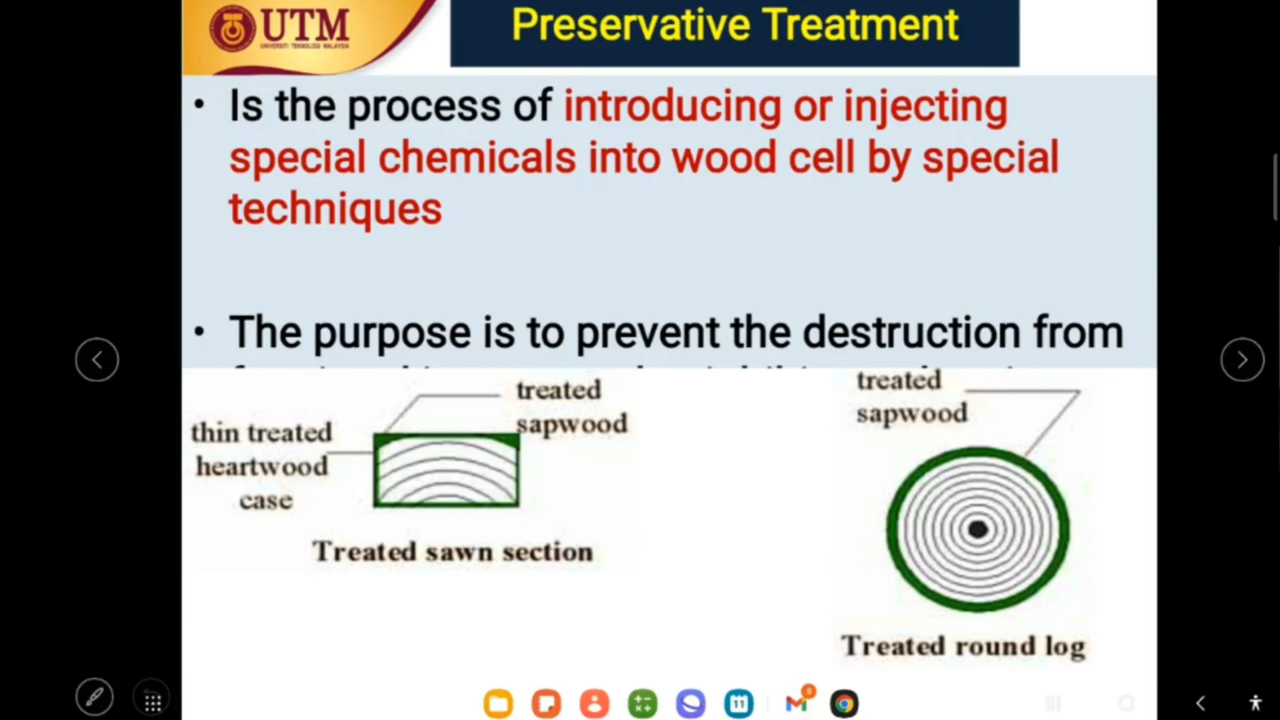 UTM
UNIVERSITI TEKNOLOGI MALAYSIA
Preservative Treatment
• Is the process of introducing or injecting
special chemicals into wood cell by special
techniques
• The purpose is to prevent the destruction from
treated
sapwood
thin treated
heartwood
case
Treated sawn section
treated
sapwood
Treated round log
11